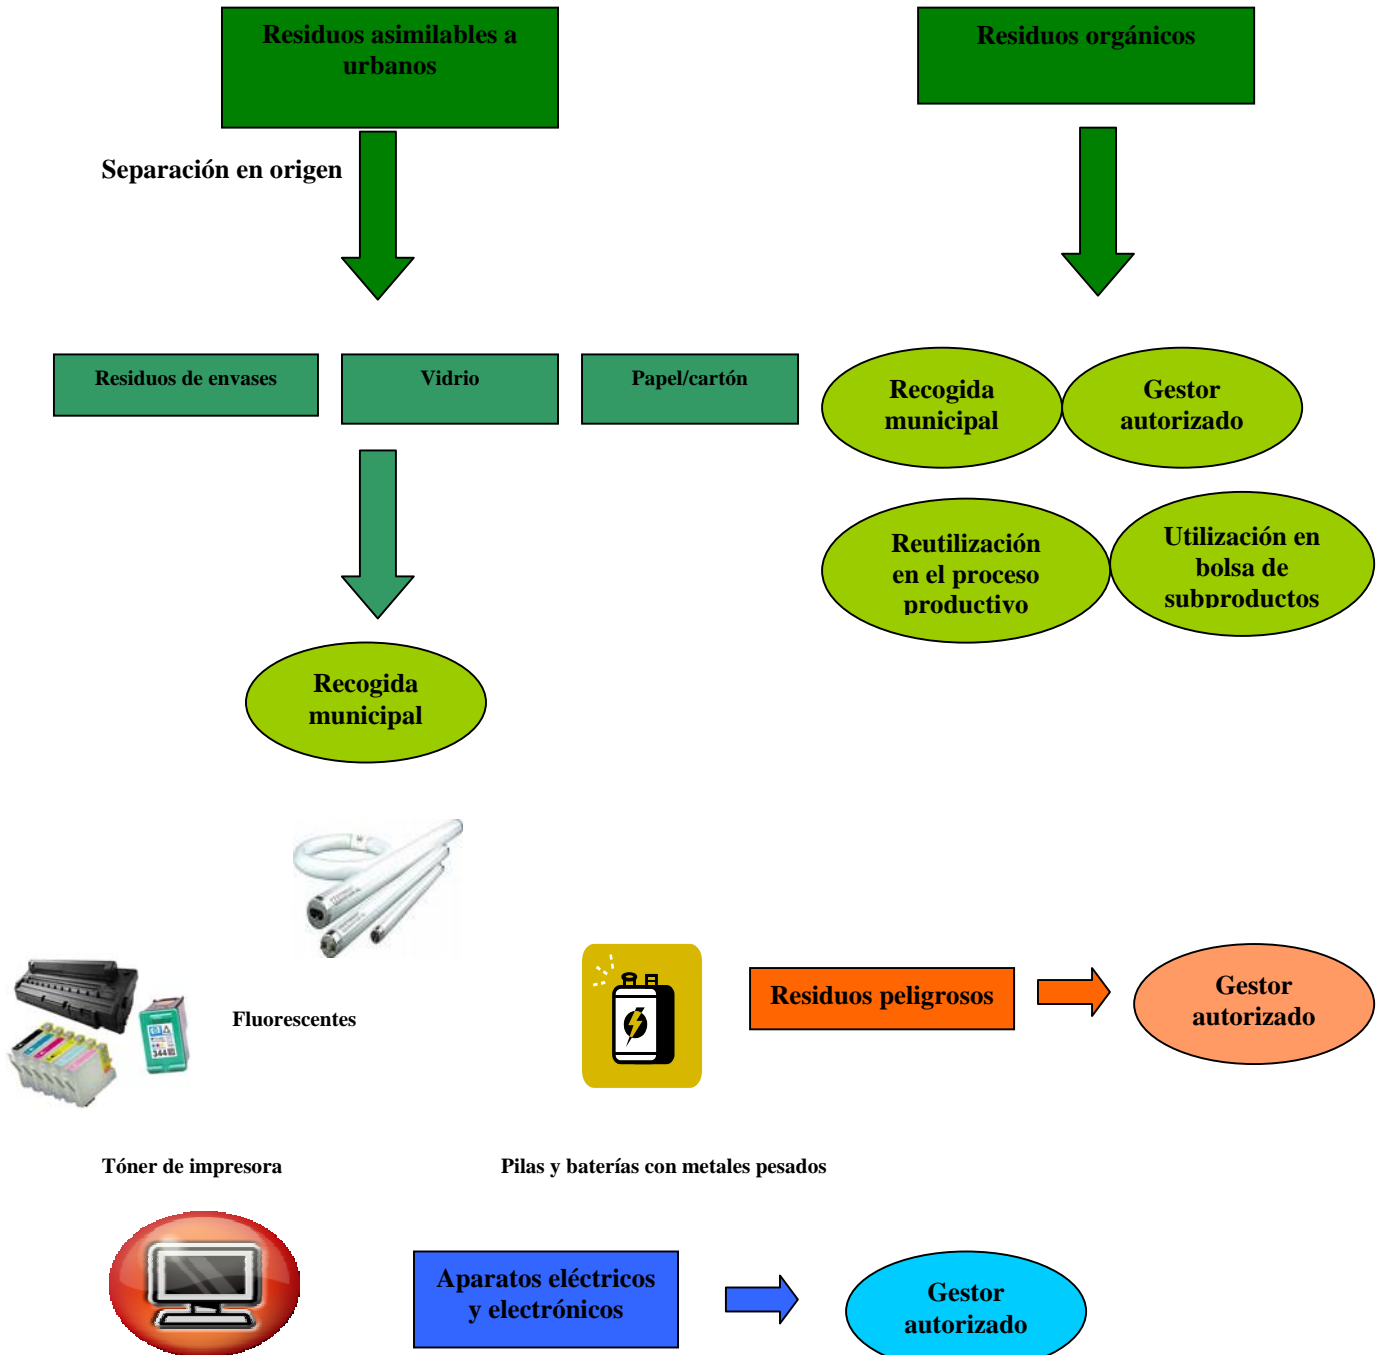 Residuos asimilables a
urbanos
Residuos orgánicos
Separación en origen
Residuos de envases
Vidrio
Papel/cartón
Recogida
municipal
Gestor
autorizado
Reutilización
en el proceso
productivo
Utilización en
bolsa de
subproductos
Recogida
municipal
344
Fluorescentes
Residuos peligrosos
Gestor
autorizado
Tóner de impresora
Pilas y baterías con metales pesados
Aparatos eléctricos
y electrónicos
Gestor
autorizado